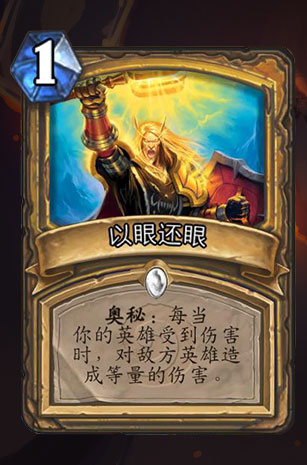 1
以眼还眼
奥秘：每当
你的英雄受到伤害
时，对敌方英雄造
成等量的伤害。